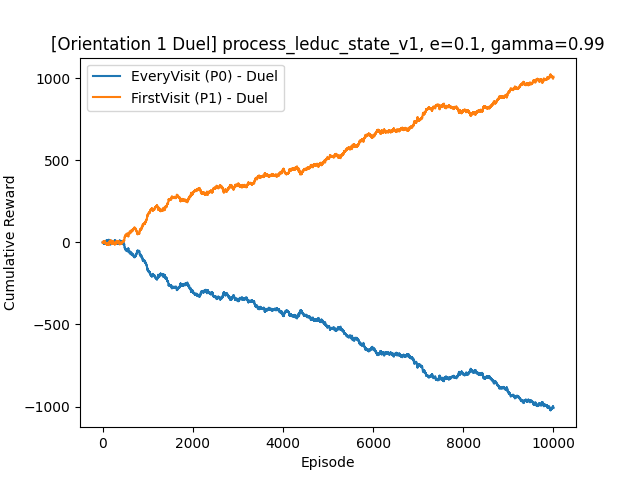 [Orientation 1 Duel] process_leduc_state_v1, e=0.1, gamma=0.99
EveryVisit (P0) - Duel
FirstVisit (P1) - Duel
1000
500
0
−500
−1000
Cumulative Reward
0
2000
4000
6000
8000
10000
Episode